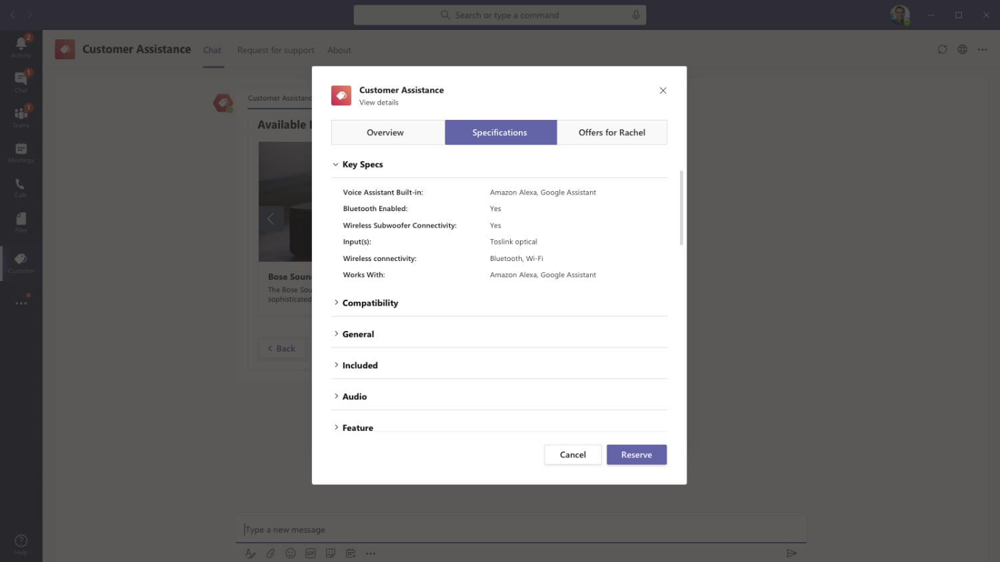 Search or type a command
2
Activity
1
Chat
1
Teams
Meetings
Calls
Files
Customer
Help
Customer Assistance
Chat
Request for support
About
Customer Assistanc
Available
Bose Soun
The Bose Sou
sophisticated
Back
Customer Assistance
View details
Overview
Specifications
Offers for Rachel
Key Specs
Voice Assistant Built-in: Amazon Alexa, Google Assistant
Bluetooth Enabled: Yes
Wireless Subwoofer Connectivity: Yes
Input(s): Toslink optical
Wireless connectivity: Bluetooth, Wi-Fi
Works With: Amazon Alexa, Google Assistant
Compatibility
General
Included
Audio
Feature
Cancel
Reserve
Type a new message
GIF